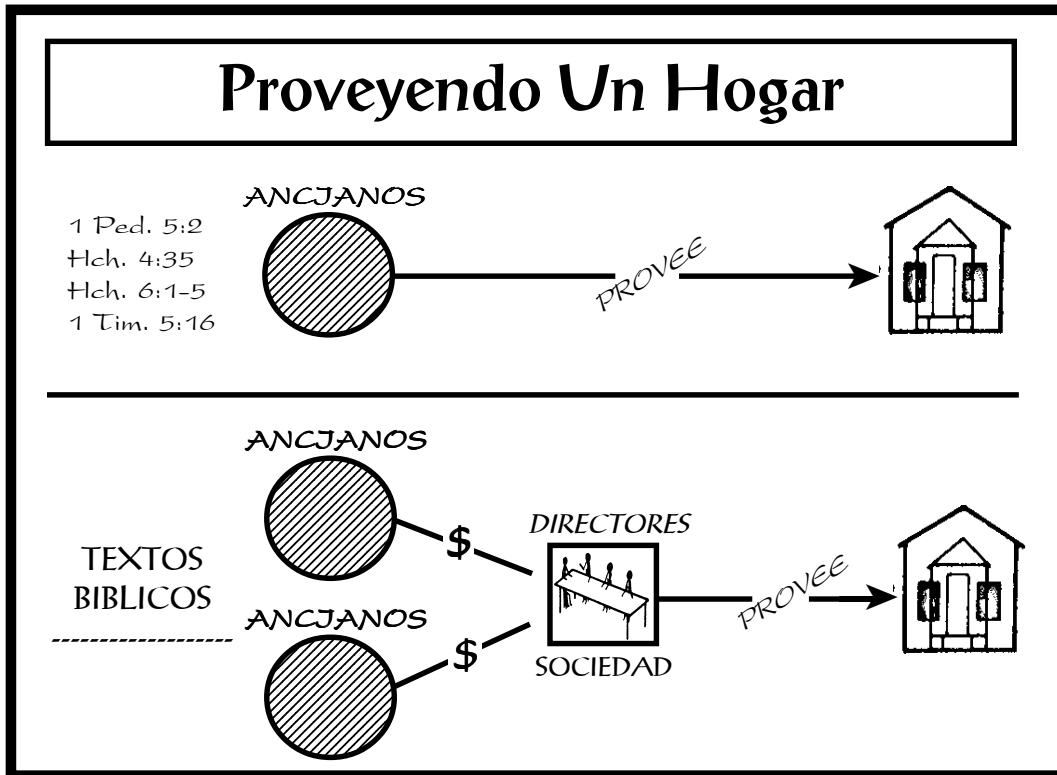 Proveyendo Un Hogar
ANCIANOS
1 Ped. 5:2
Hch. 4:35
Hch. 6:1-5
1 Tim. 5:16
PROVEE
ANCIANOS
$
DIRECTORES
TEXTOS
BIBLICOS
PROVEE
ANCIANOS
$
SOCIEDAD